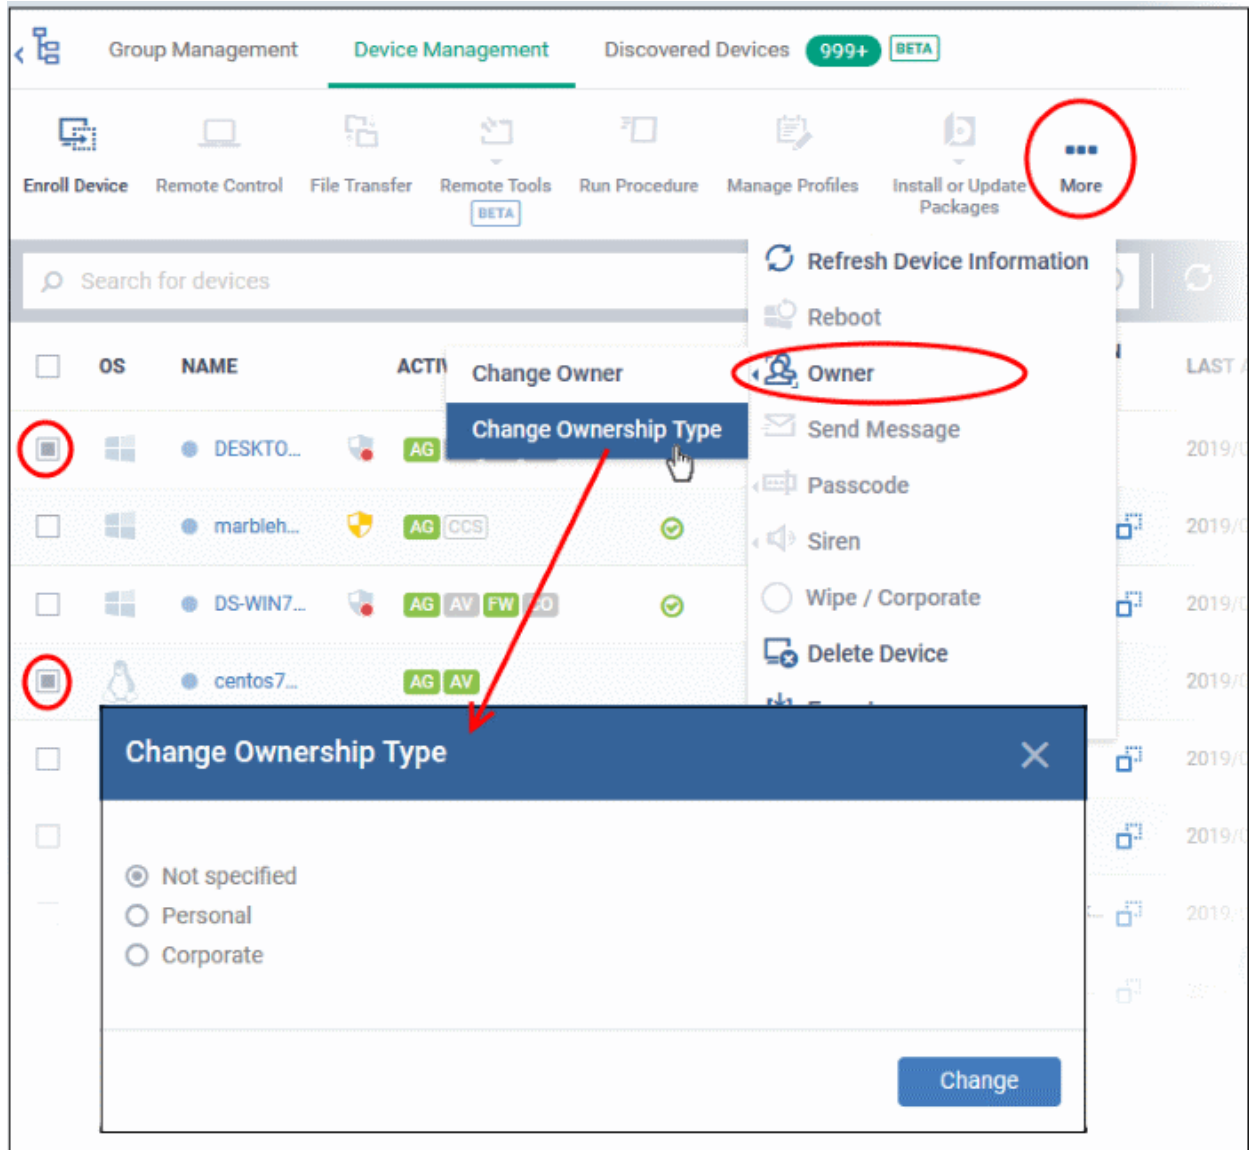 Group Management Device Management Discovered Devices 999+ BETA
Enroll Device Remote Control File Transfer Remote Tools Run Procedure Manage Profiles Install or Update More
BETA Packages
Search for devices
Refresh Device Information
Reboot
OS NAME Change Owner Owner LAST
Change Ownership Type Send Message
DESKTO... AG 2019/
Passcode
marbleh... AG CCS 2019/
Siren
Wipe / Corporate
DS-WIN7... AG AV FW CO 2019/
Delete Device
centos7... AG AV 2019/
Change Ownership Type
2019/
2019/
Not specified
Personal 2019/
Corporate
Change